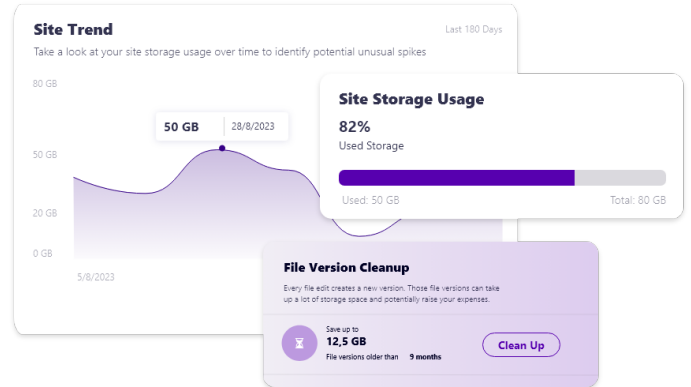 Site Trend
Last 180 Days
Take a look at your site storage usage over time to identify potential unusual spikes
80 GB
50 GB
20 GB
0 GB
50 GB
28/8/2023
5/8/2023
Site Storage Usage
82%
Used Storage
Used: 50 GB
Total: 80 GB
File Version Cleanup
Every file edit creates a new version. Those file versions can take
up a lot of storage space and potentially raise your expenses.
Save up to
12,5 GB
File versions older than 9 months
Clean Up